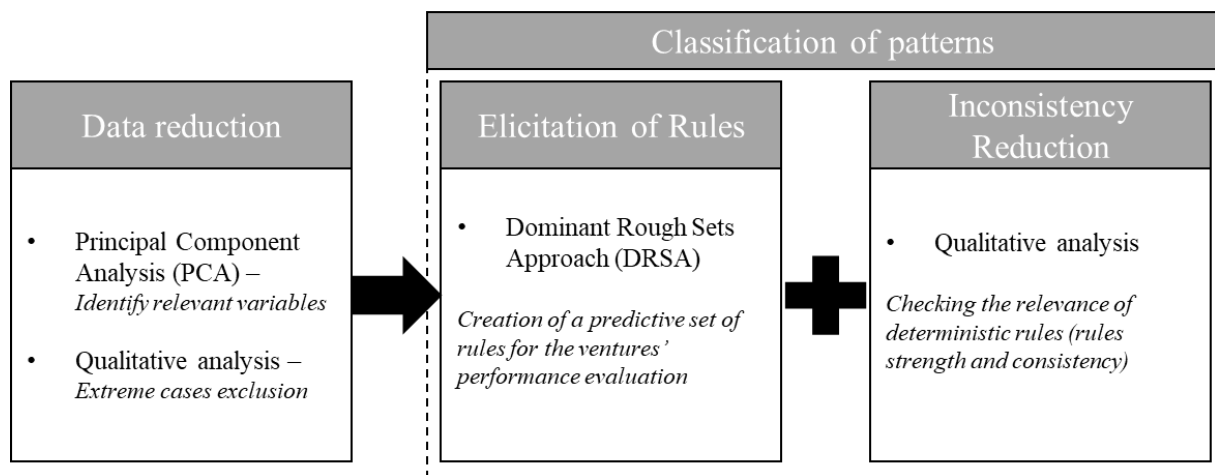 Classification of patterns
Data reduction
• Principal Component
Analysis (PCA) –
Identify relevant variables
• Qualitative analysis –
Extreme cases exclusion
Elicitation of Rules
• Dominant Rough Sets
Approach (DRSA)
Creation of a predictive set of
rules for the ventures’
performance evaluation
Inconsistency
Reduction
• Qualitative analysis
Checking the relevance of
deterministic rules (rules
strength and consistency)